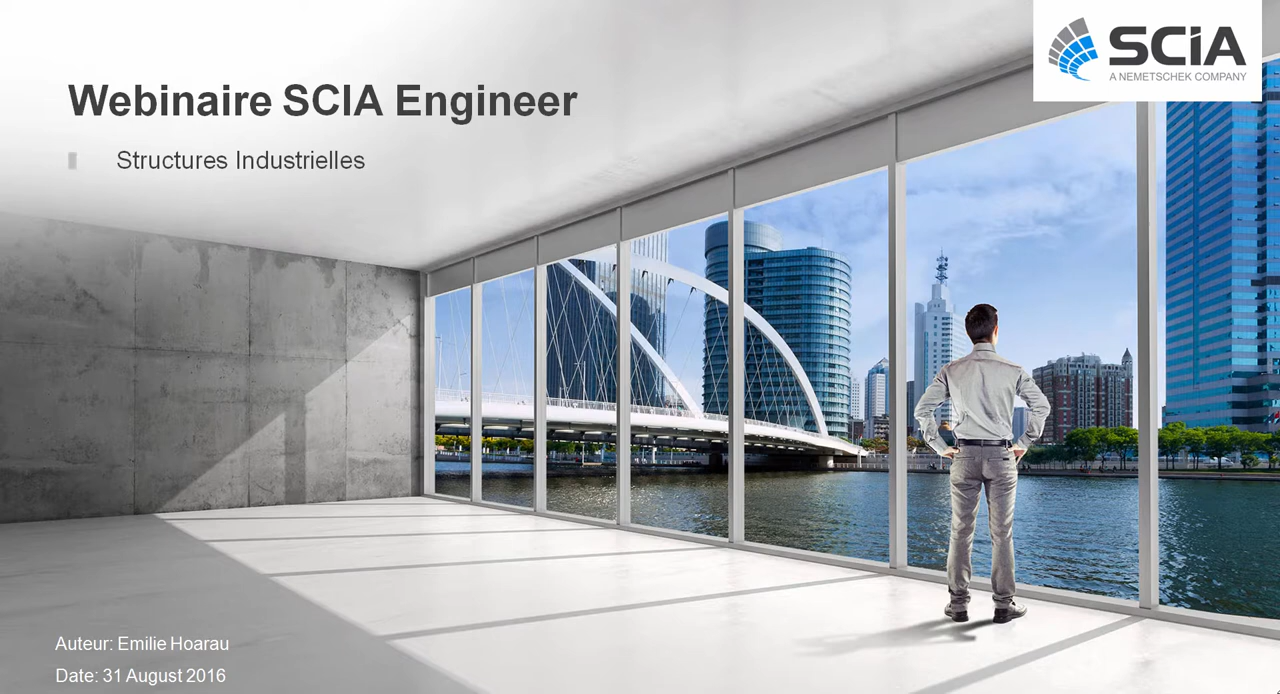 SCIA
A NEMETSCHEK COMPANY
Webinaire SCIA Engineer
Structures Industrielles
Auteur: Emilie Hoarau
Date: 31 August 2016